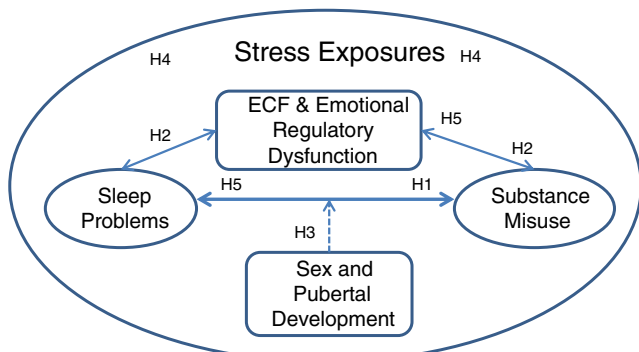 Stress Exposures
H4
H4
ECF & Emotional
Regulatory
Dysfunction
H2
H5
H2
Sleep
Problems
H5
H1
Substance
Misuse
H3
Sex and
Pubertal
Development